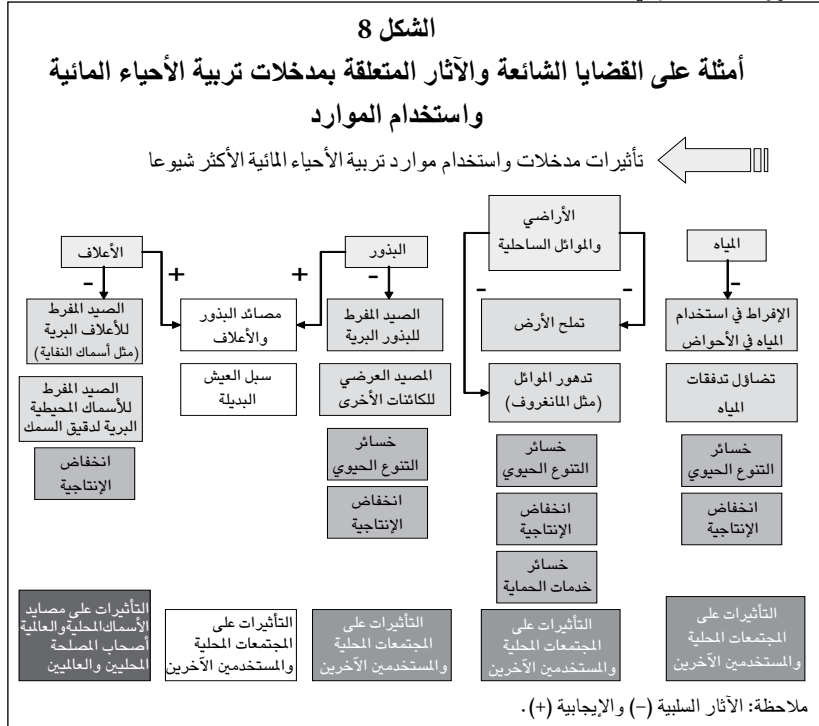 الشكل 8
أمثلة على القضايا الشائعة والآثار المتعلقة بمدخلات تربية الأحياء المائية
واستخدام الموارد
تأثيرات مدخلات واستخدام موارد تربية الأحياء المائية الأكثر شيوعا
المياه
-
الإفراط في استخدام
المياه في الأحواض
تضاؤل تدفقات
المياه
خسائر
التنوع الحيوي
انخفاض
الإنتاجية
التأثيرات على
المجتمعات المحلية
والمستخدمين الآخرين
الأراضي
والموائل الساحلية
- -
تملح الأرض
تدهور الموائل
(مثل المانغروف)
خسائر
التنوع الحيوي
انخفاض
الإنتاجية
خسائر
خدمات الحماية
التأثيرات على
المجتمعات المحلية
والمستخدمين الآخرين
البذور
- +
الصيد المفرط
للبذور البرية
المصيد العرضي
للكائنات الأخرى
خسائر
التنوع الحيوي
انخفاض
الإنتاجية
التأثيرات على
المجتمعات المحلية
والمستخدمين الآخرين
مصائد البذور
والأعلاف
سبل العيش
البديلة
التأثيرات على
المجتمعات المحلية
والمستخدمين الآخرين
الأعلاف
+ -
الصيد المفرط
للأعلاف البرية
(مثل أسماك النفاية)
الصيد المفرط
للأسماك المحيطية
البرية لدقيق السمك
انخفاض
الإنتاجية
التأثيرات على مصايد
الأسماك المحلية والعالمية
أصحاب المصلحة
المحليين والعالميين
ملاحظة: الآثار السلبية (–) والإيجابية (+).